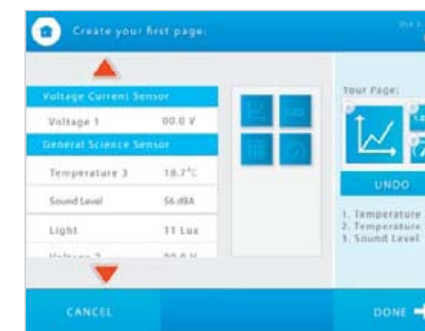 Create your first page:
Voltage Current Sensor
Voltage 1 00.0 V
General Science Sensor
Temperature 3 18.7°C
Sound Level 56 dBA
Light 11 Lux
CANCEL
Your Page:
UNDO
1. Temperature
2. Temperature
3. Sound Level
DONE